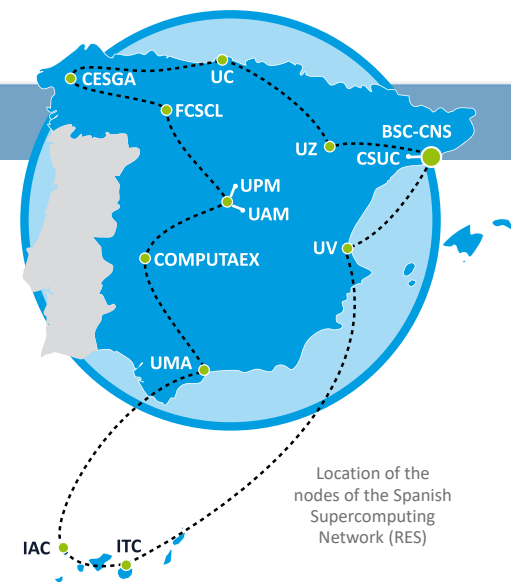 CESGA
UC
FCSCL
BSC-CNS
UZ
CSUC
UPM
UAM
UV
COMPUTAEX
UMA
Location of the
nodes of the Spanish
Supercomputing
Network (RES)
IAC
ITC